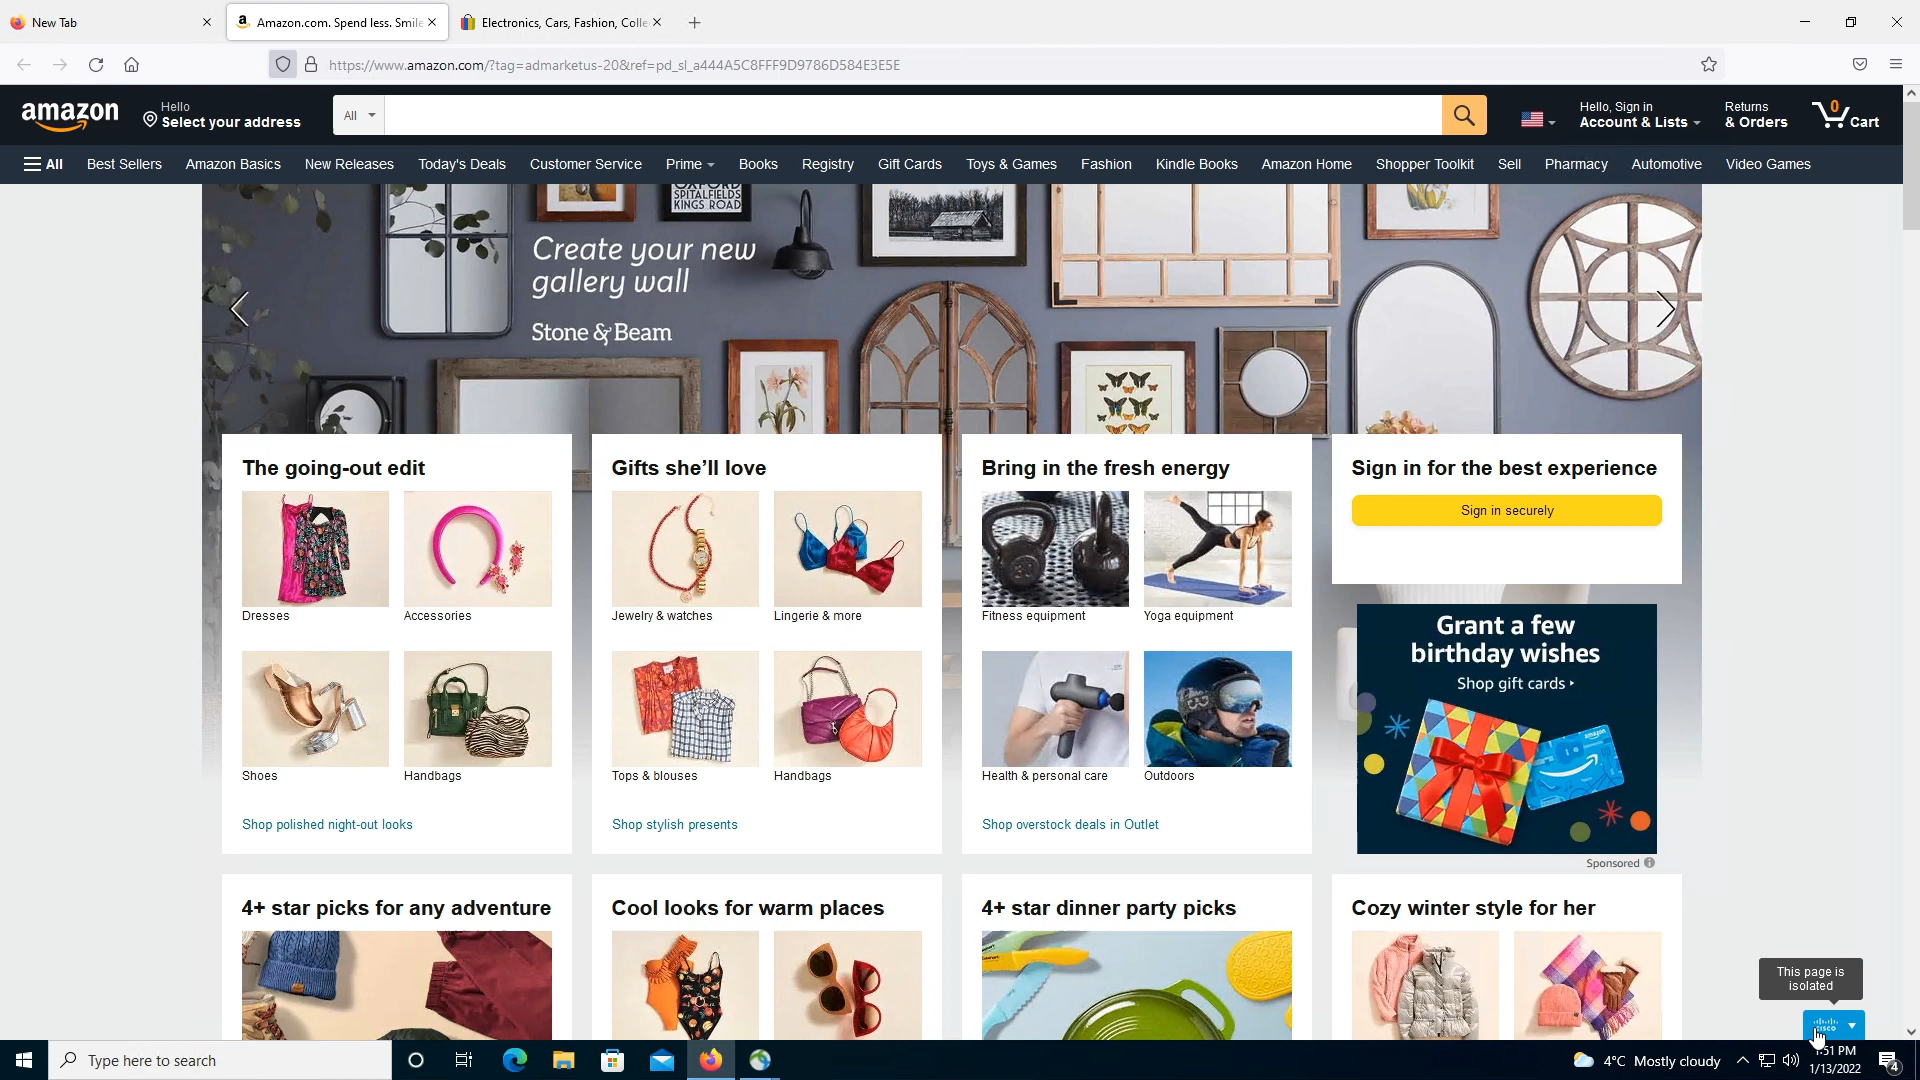 New Tab
Amazon.com. Spend less. Smile
Electronics, Cars, Fashion, Colle
https://www.amazon.com/?tag=admarketus-20&ref=pd_sl_a444A5C8FFF9D9786D584E3E5E
amazon
Hello
Select your address
All
Hello, Sign in
Account & Lists
Returns
& Orders
0
Cart
All Best Sellers Amazon Basics New Releases Today's Deals Customer Service Prime Books Registry Gift Cards Toys & Games Fashion Kindle Books Amazon Home Shopper Toolkit Sell Pharmacy Automotive Video Games
OXFORD
SPITALFIELDS
KINGS ROAD
Create your new
gallery wall
Stone & Beam
The going-out edit
Dresses
Accessories
Shoes
Handbags
Shop polished night-out looks
Gifts she’ll love
Jewelry & watches
Lingerie & more
Tops & blouses
Handbags
Shop stylish presents
Bring in the fresh energy
Fitness equipment
Yoga equipment
Health & personal care
Outdoors
Shop overstock deals in Outlet
Sign in for the best experience
Sign in securely
Grant a few
birthday wishes
Shop gift cards
amazon
Sponsored
4+ star picks for any adventure
Cool looks for warm places
4+ star dinner party picks
Cozy winter style for her
This page is
isolated
Type here to search
4°C Mostly cloudy
1:51 PM
1/13/2022
4